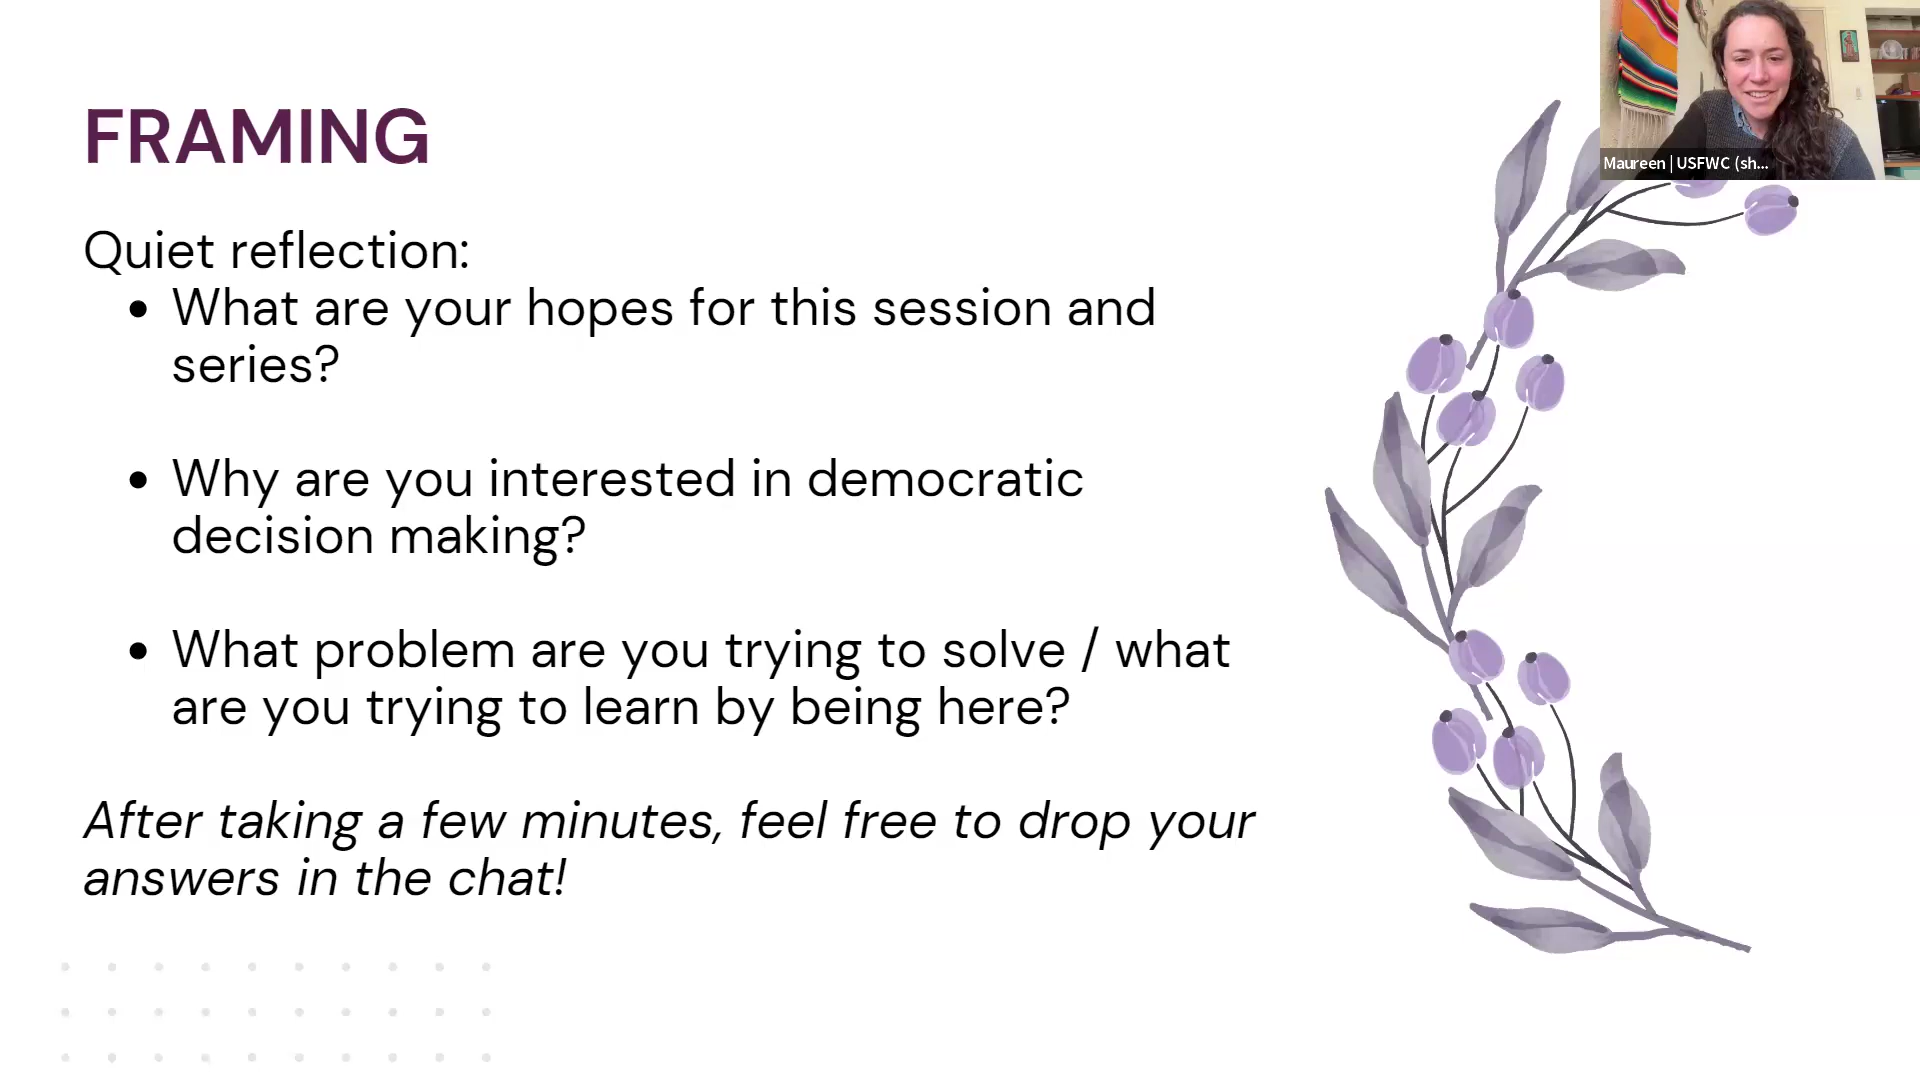 FRAMING
Quiet reflection:
• What are your hopes for this session and
series?
• Why are you interested in democratic
decision making?
• What problem are you trying to solve / what
are you trying to learn by being here?
After taking a few minutes, feel free to drop your
answers in the chat!
Maureen | USFWC (sh...